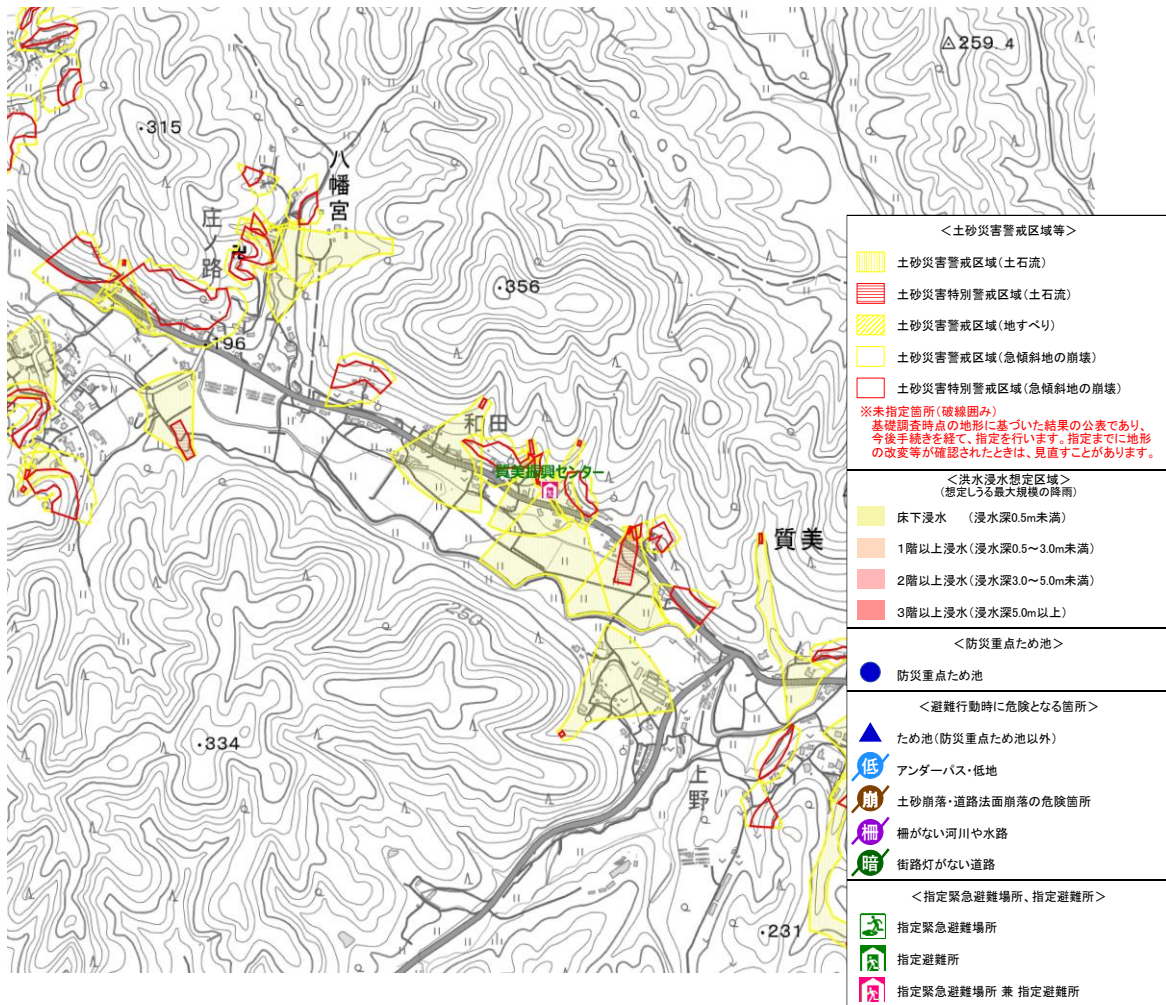 259.4
315
八幡宮
庄ノ路
356
196
和田
質美振興センター
質美
250
334
上野
231
＜土砂災害警戒区域等＞
土砂災害警戒区域（土石流）
土砂災害特別警戒区域（土石流）
土砂災害警戒区域（地すべり）
土砂災害警戒区域（急傾斜地の崩壊）
土砂災害特別警戒区域（急傾斜地の崩壊）
※未指定箇所（破線囲み）
基礎調査時点の地形に基づいた結果の公表であり、
今後手続きを経て、指定を行います。指定までに地形
の改変等が確認されたときは、見直すことがあります。
＜洪水浸水想定区域＞
（想定しうる最大規模の降雨）
床下浸水　（浸水深0.5m未満）
1階以上浸水（浸水深0.5～3.0m未満）
2階以上浸水（浸水深3.0～5.0m未満）
3階以上浸水（浸水深5.0m以上）
＜防災重点ため池＞
防災重点ため池
＜避難行動時に危険となる箇所＞
ため池（防災重点ため池以外）
低 アンダーパス・低地
崩 土砂崩落・道路法面崩落の危険箇所
柵 柵がない河川や水路
暗 街路灯がない道路
＜指定緊急避難場所、指定避難所＞
指定緊急避難場所
指定避難所
指定緊急避難場所 兼 指定避難所